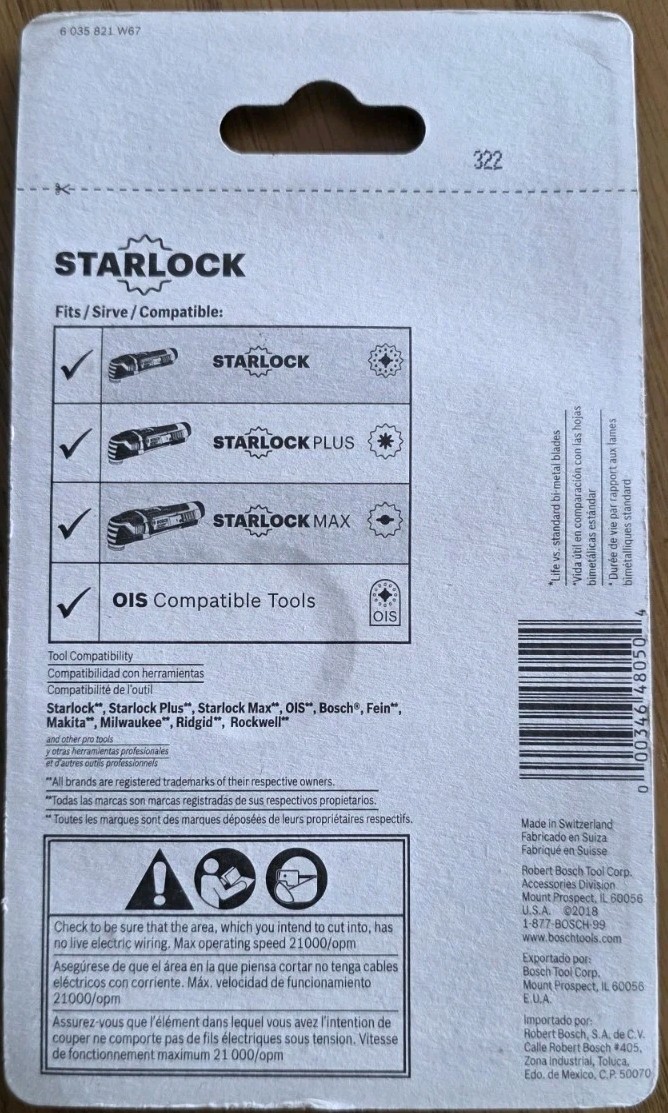 6 035 821 W67
322
STARLOCK
Fits / Sirve / Compatible:
STARLOCK
STARLOCK PLUS
STARLOCK MAX
OIS Compatible Tools
OIS
Tool Compatibility
Compatibilidad con herramientas
Compatibilité de l'outil
Starlock**, Starlock Plus**, Starlock Max**, OIS**, Bosch®, Fein**,
Makita**, Milwaukee**, Ridgid**, Rockwell**
and other pro tools
y otras herramientas profesionales
et d'autres outils professionnels
**All brands are registered trademarks of their respective owners.
**Todas las marcas son marcas registradas de sus respectivos propietarios.
** Toutes les marques sont des marques déposées de leurs propriétaires respectifs.
Check to be sure that the area, which you intend to cut into, has
no live electric wiring. Max operating speed 21000/opm
Asegúrese de que el área en la que piensa cortar no tenga cables
eléctricos con corriente. Máx. velocidad de funcionamiento
21000/opm
Assurez-vous que l'élément dans lequel vous avez l'intention de
couper ne comporte pas de fils électriques sous tension. Vitesse
de fonctionnement maximum 21 000/opm
*Life vs. standard bi-metal blades
*Vida útil en comparación con las hojas
bimetálicas estándar
* Durée de vie par rapport aux lames
bimétalliques standard
0 00346 48050 4
Made in Switzerland
Fabricado en Suiza
Fabriqué en Suisse
Robert Bosch Tool Corp.
Accessories Division
Mount Prospect, IL 60056
U.S.A. ©2018
1-877-BOSCH-99
www.boschtools.com
Exportado por:
Bosch Tool Corp.
Mount Prospect, IL 60056
E.U.A.
Importado por:
Robert Bosch, S.A. de C.V.
Calle Robert Bosch #405,
Zona Industrial, Toluca,
Edo. de Mexico, C.P. 50070